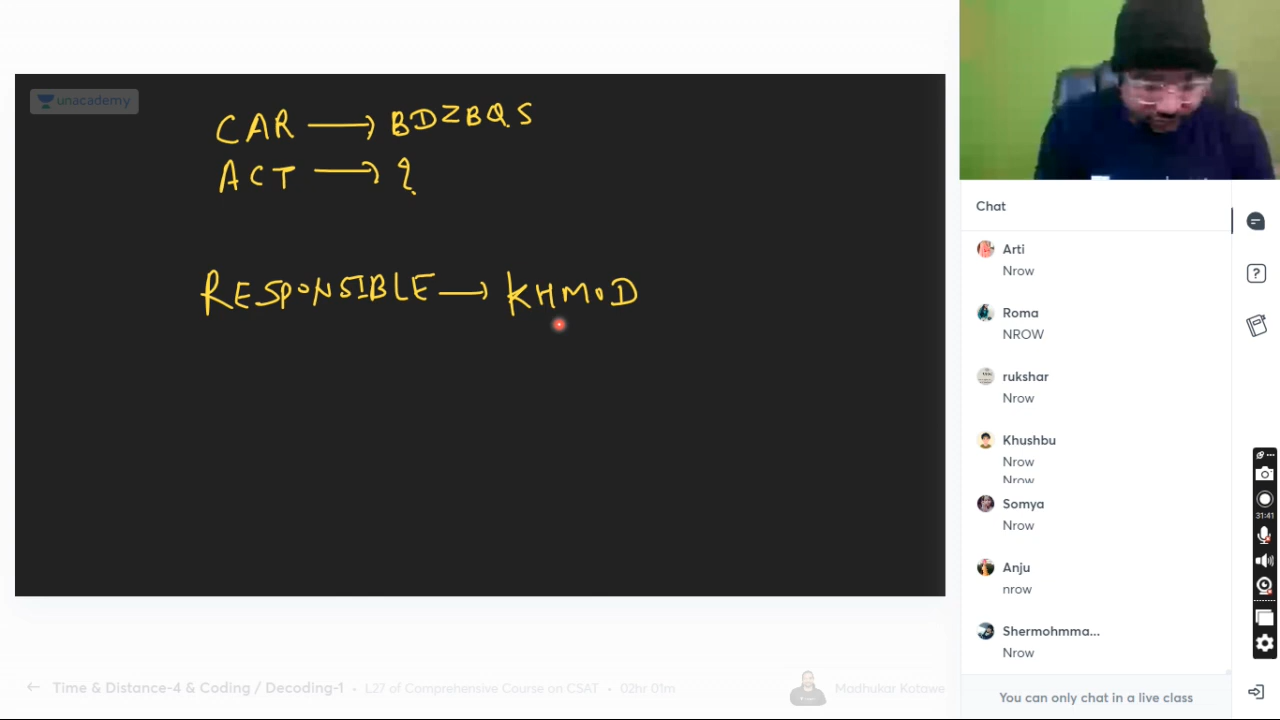 unacademy
CAR → BDZBQS
ACT → ?
RESPONSIBLE → KHMOD
Chat
Arti
Nrow
Roma
NROW
rukshar
Nrow
Khushbu
Nrow
Nrow
Somya
Nrow
Anju
nrow
Shermohmma...
Nrow
You can only chat in a live class
31:41
← Time & Distance-4 & Coding / Decoding-1 • L27 of Comprehensive Course on CSAT • 02hr 01m
Madhukar Kotawe